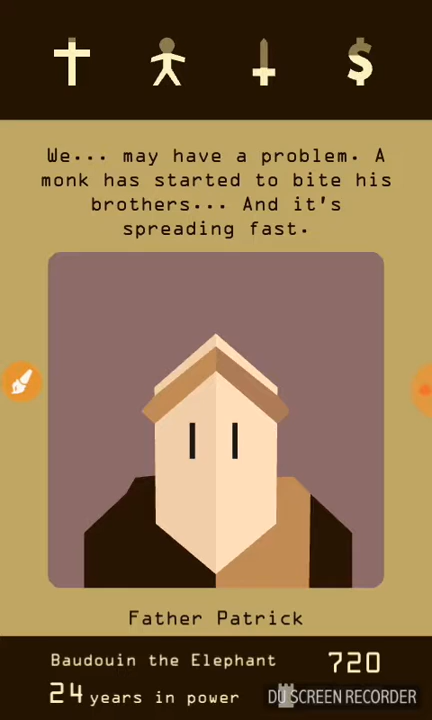 We... may have a problem. A
monk has started to bite his
brothers... And it's
spreading fast.
Father Patrick
Baudouin the Elephant
720
24 years in power
DU SCREEN RECORDER